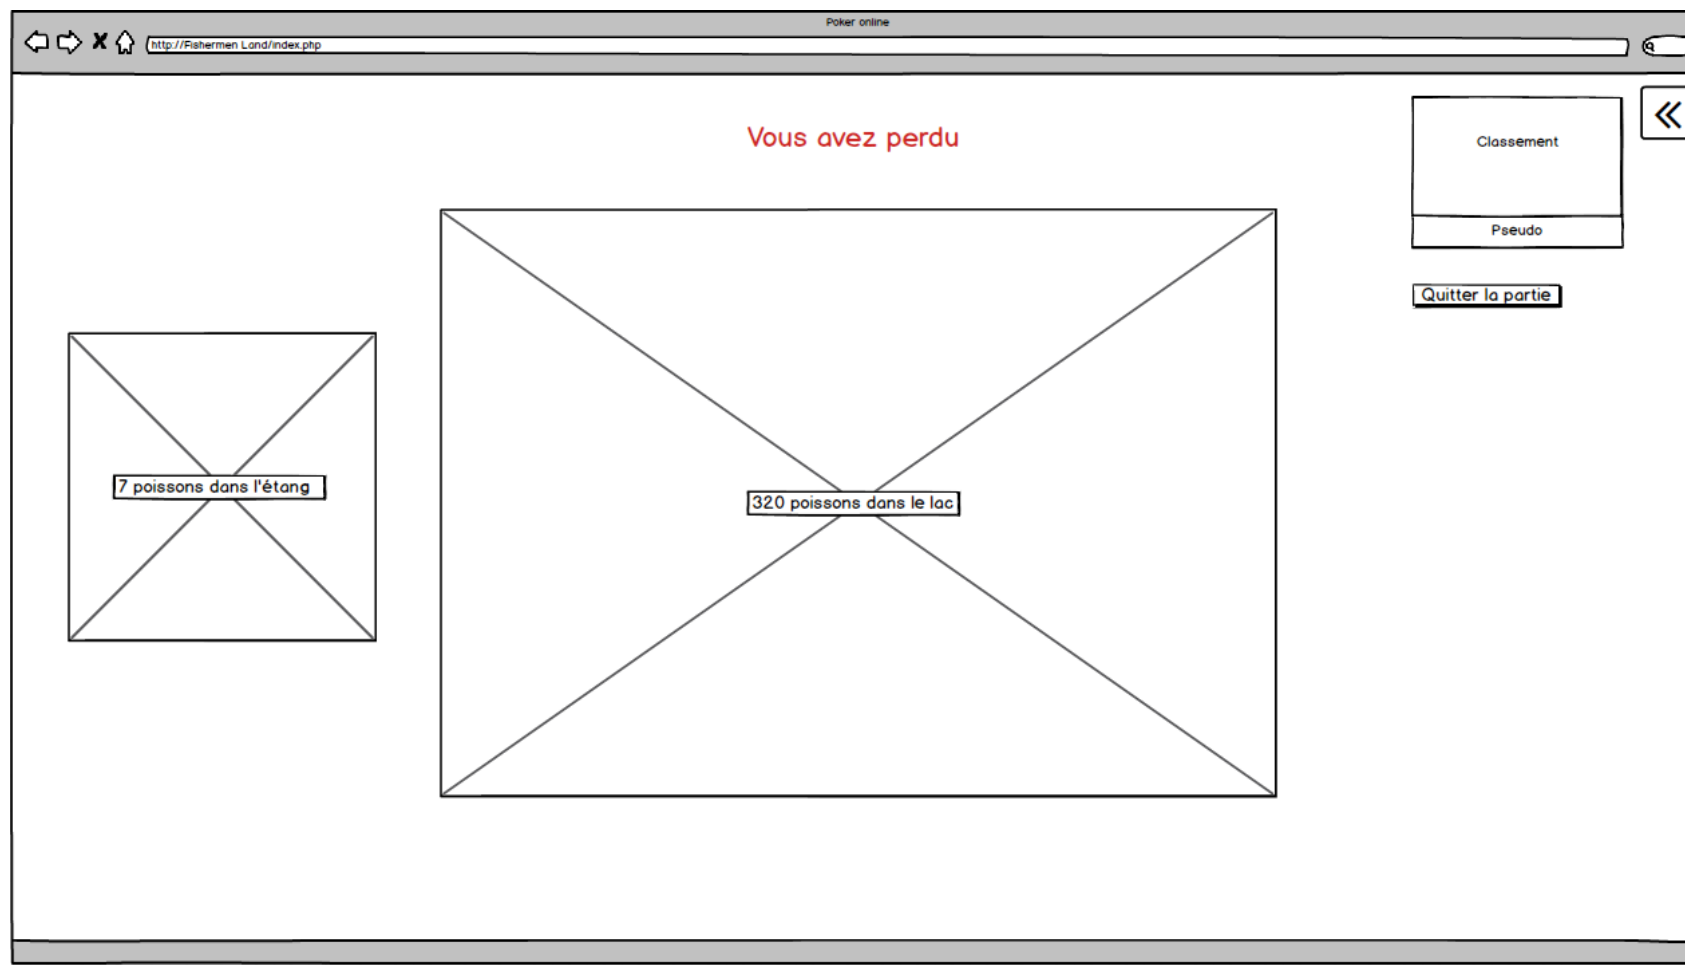 Poker online
http://Fishermen Land/index.php
Vous avez perdu
Classement
Pseudo
Quitter la partie
7 poissons dans l'étang
320 poissons dans le lac